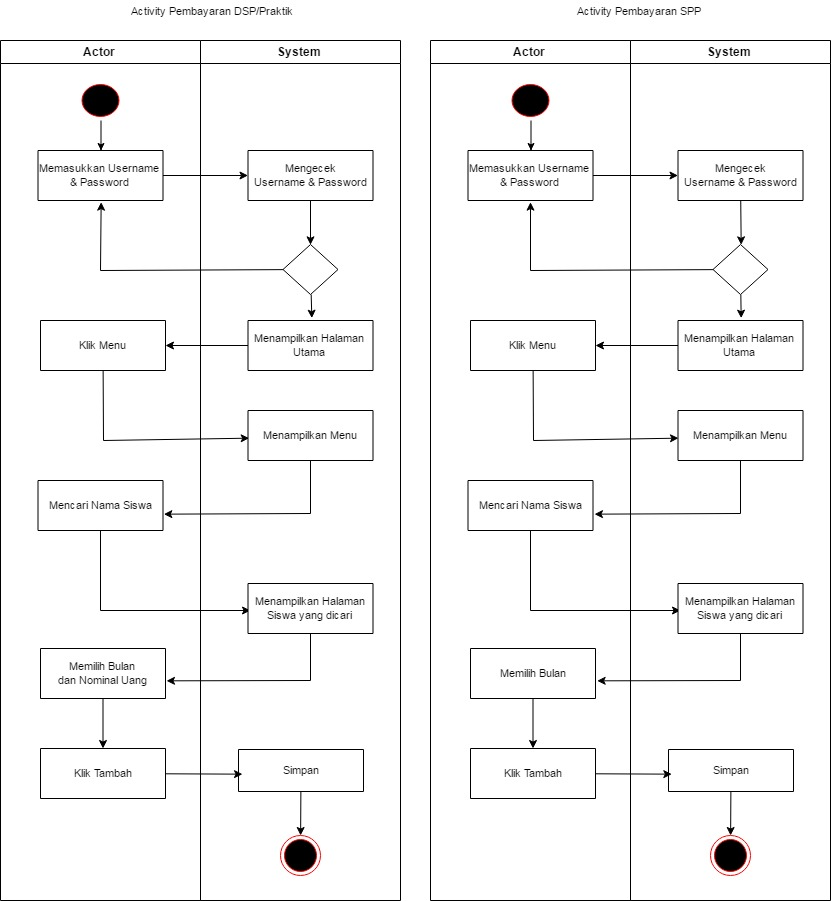 Activity Pembayaran DSP/Praktik
Actor
System
Memasukkan Username
& Password
Mengecek
Username & Password
Menampilkan Halaman
Utama
Klik Menu
Menampilkan Menu
Mencari Nama Siswa
Menampilkan Halaman
Siswa yang dicari
Memilih Bulan
dan Nominal Uang
Klik Tambah
Simpan
Activity Pembayaran SPP
Actor
System
Memasukkan Username
& Password
Mengecek
Username & Password
Menampilkan Halaman
Utama
Klik Menu
Menampilkan Menu
Mencari Nama Siswa
Menampilkan Halaman
Siswa yang dicari
Memilih Bulan
Klik Tambah
Simpan